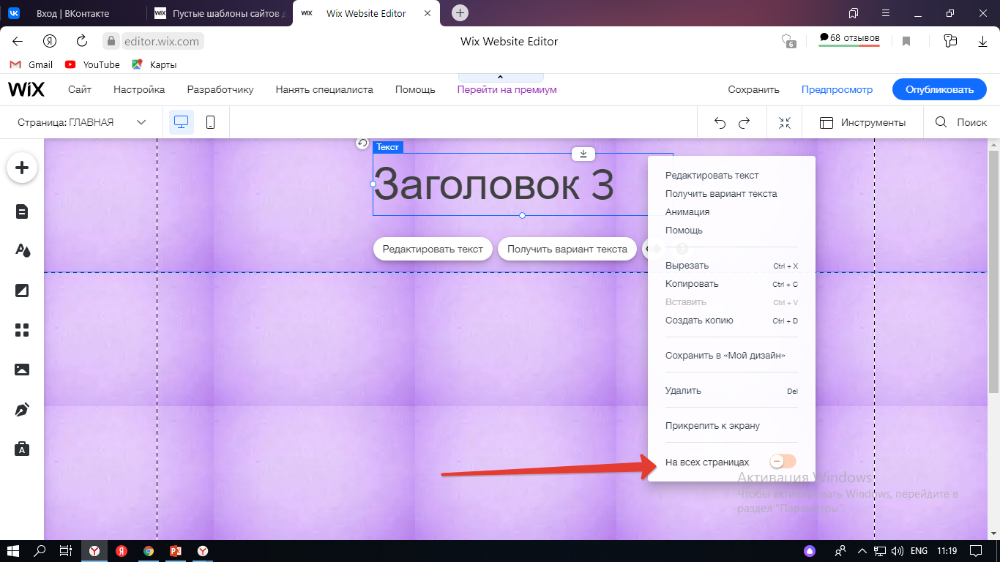 Вход | ВКонтакте
WIX Пустые шаблоны сайтов д
WIX Wix Website Editor
Я editor.wix.com Wix Website Editor 6 68 отзывов
Gmail YouTube Карты
WIX Сайт Настройка Разработчику Нанять специалиста Помощь Перейти на премиум Сохранить Предпросмотр Опубликовать
Страница: ГЛАВНАЯ Инструменты Поиск
Текст
Заголовок 3
Редактировать текст Получить вариант текста ?
Редактировать текст
Получить вариант текста
Анимация
Помощь
Вырезать Ctrl + X
Копировать Ctrl + C
Вставить Ctrl + V
Создать копию Ctrl + D
Сохранить в «Мой дизайн»
Удалить Del
Прикрепить к экрану
На всех страницах
A
Активация Windows
Чтобы активировать Windows, перейдите в
раздел "Параметры".
ENG 11:19